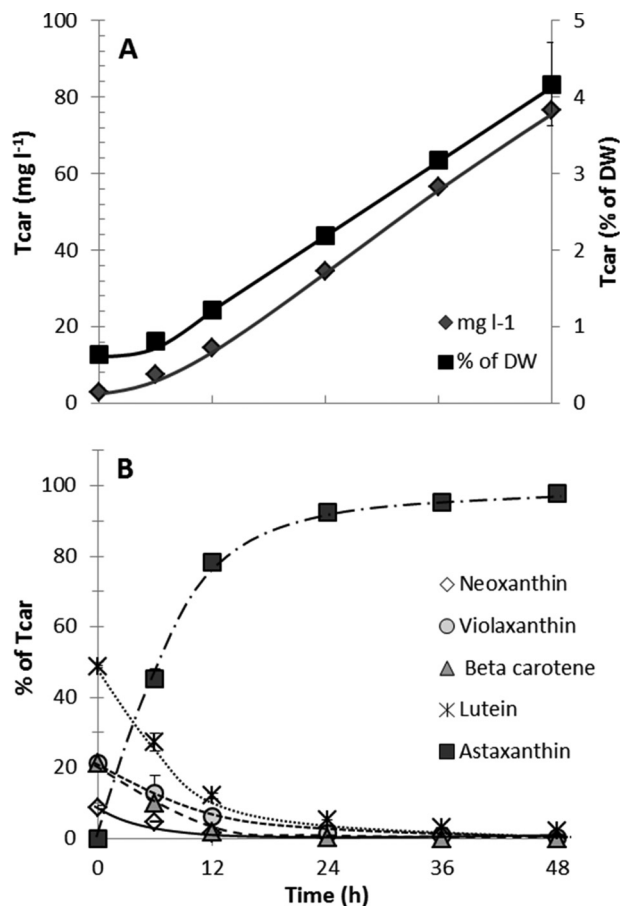 A
Tcar (mg l-1)
100
80
60
40
20
0
5
4
3
2
1
0
Tcar (% of DW)
mg l-1
% of DW
B
% of Tcar
100
80
60
40
20
0
Neoxanthin
Violaxanthin
Beta carotene
Lutein
Astaxanthin
0 12 24 36 48
Time (h)